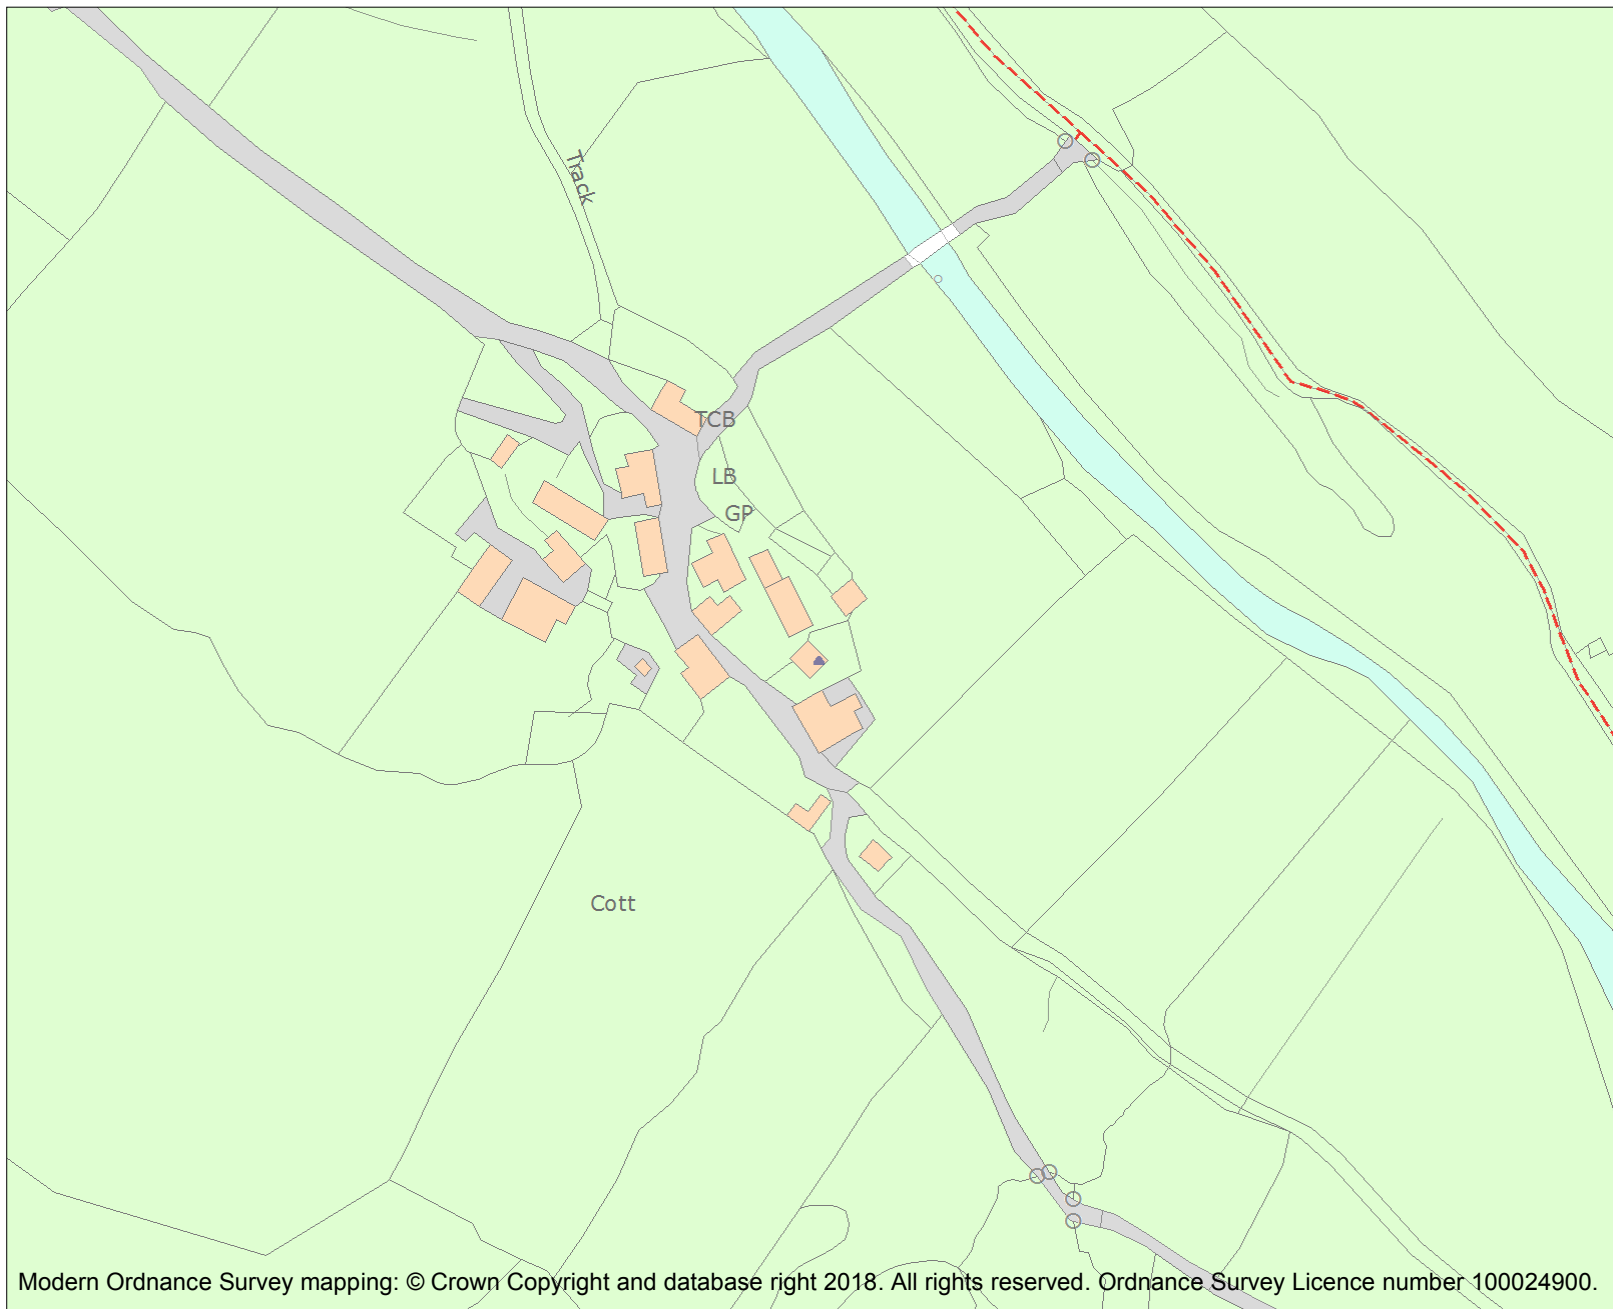 Track
TCB
LB
GP
Cott
Modern Ordnance Survey mapping: © Crown Copyright and database right 2018. All rights reserved. Ordnance Survey Licence number 100024900.